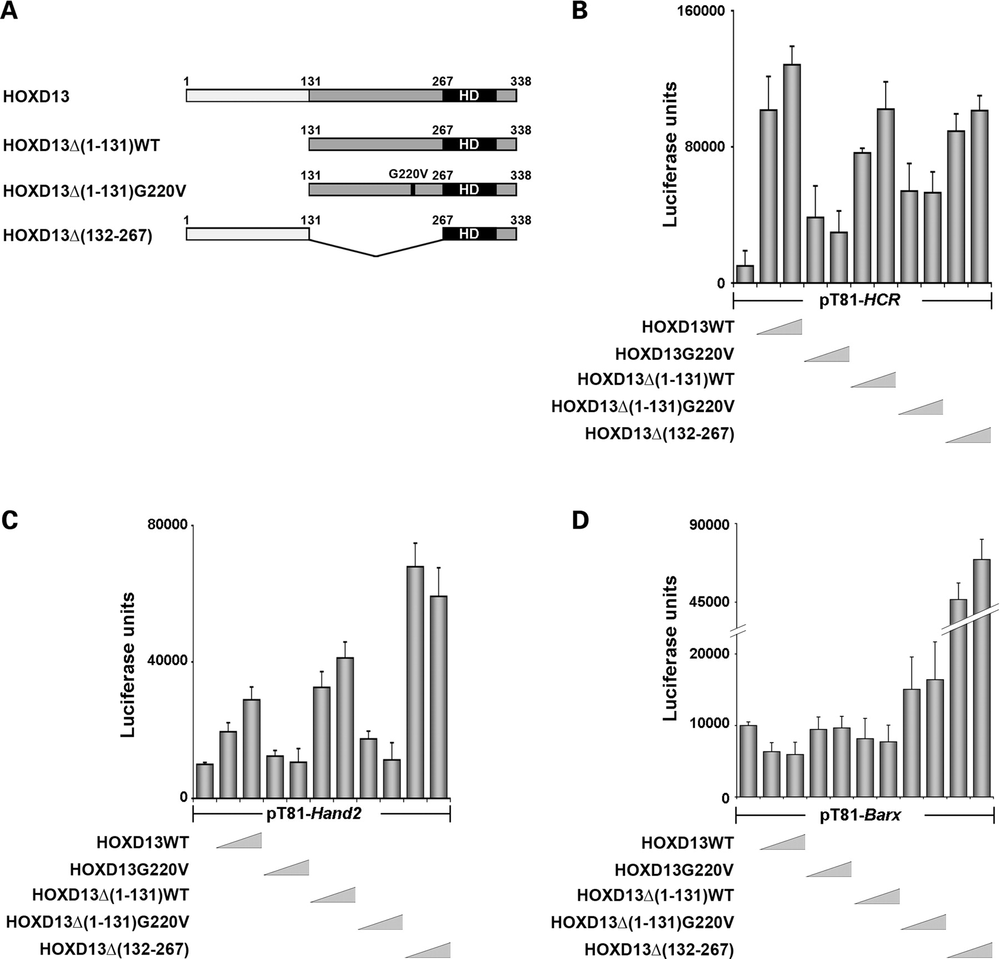 A
1 131 267 338
HOXD13 HD
131 267 338
HOXD13Δ(1-131)WT HD
131 G220V 267 338
HOXD13Δ(1-131)G220V HD
1 131 267 338
HOXD13Δ(132-267) HD
B
160000
80000
0
Luciferase units
pT81-HCR
HOXD13WT
HOXD13G220V
HOXD13Δ(1-131)WT
HOXD13Δ(1-131)G220V
HOXD13Δ(132-267)
C
80000
40000
0
Luciferase units
pT81-Hand2
HOXD13WT
HOXD13G220V
HOXD13Δ(1-131)WT
HOXD13Δ(1-131)G220V
HOXD13Δ(132-267)
D
90000
45000
20000
10000
0
Luciferase units
pT81-Barx
HOXD13WT
HOXD13G220V
HOXD13Δ(1-131)WT
HOXD13Δ(1-131)G220V
HOXD13Δ(132-267)